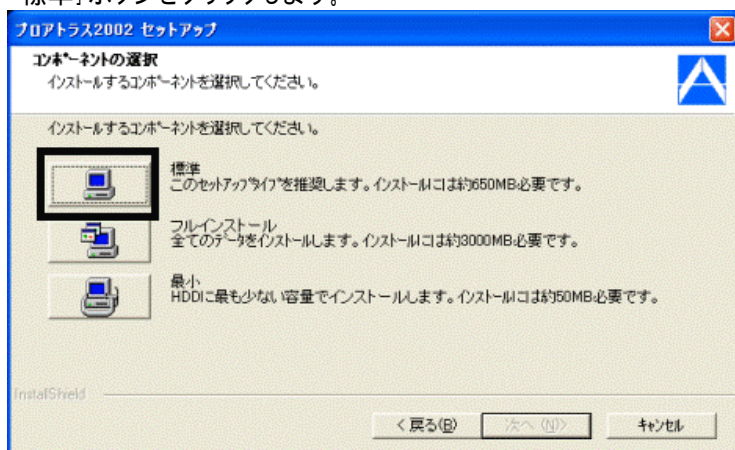 標準]ボタンをクリックします。
プロアトラス2002 セットアップ
コンポーネントの選択
インストールするコンポーネントを選択してください。
インストールするコンポーネントを選択してください。
標準
このセットアップタイプを推奨します。インストールには約650MB必要です。
フルインストール
全てのデータをインストールします。インストールには約3000MB必要です。
最小
HDDに最も少ない容量でインストールします。インストールには約50MB必要です。
InstallShield
< 戻る(B)
次へ (N)>
キャンセル